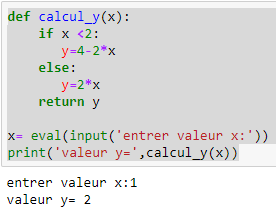 def calcul_y(x):
    if x <2:
        y=4-2*x
    else:
        y=2*x
    return y

x= eval(input('entrer valeur x:'))
print('valeur y=',calcul_y(x))
entrer valeur x:1
valeur y= 2